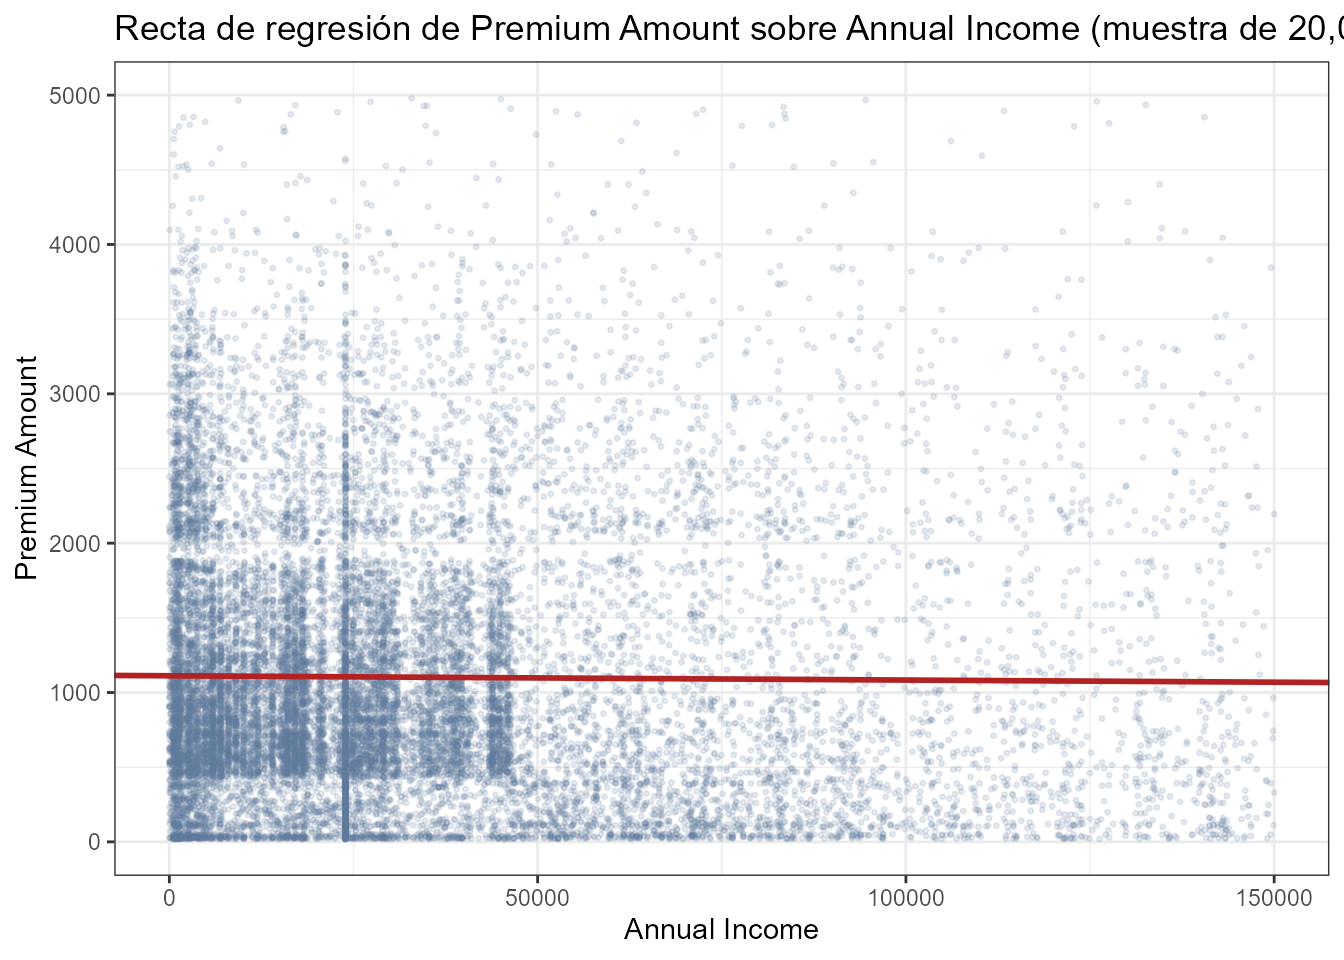 Recta de regresión de Premium Amount sobre Annual Income (muestra de 20,0
5000
4000
3000
2000
1000
0
Premium Amount
0 50000 100000 150000
Annual Income